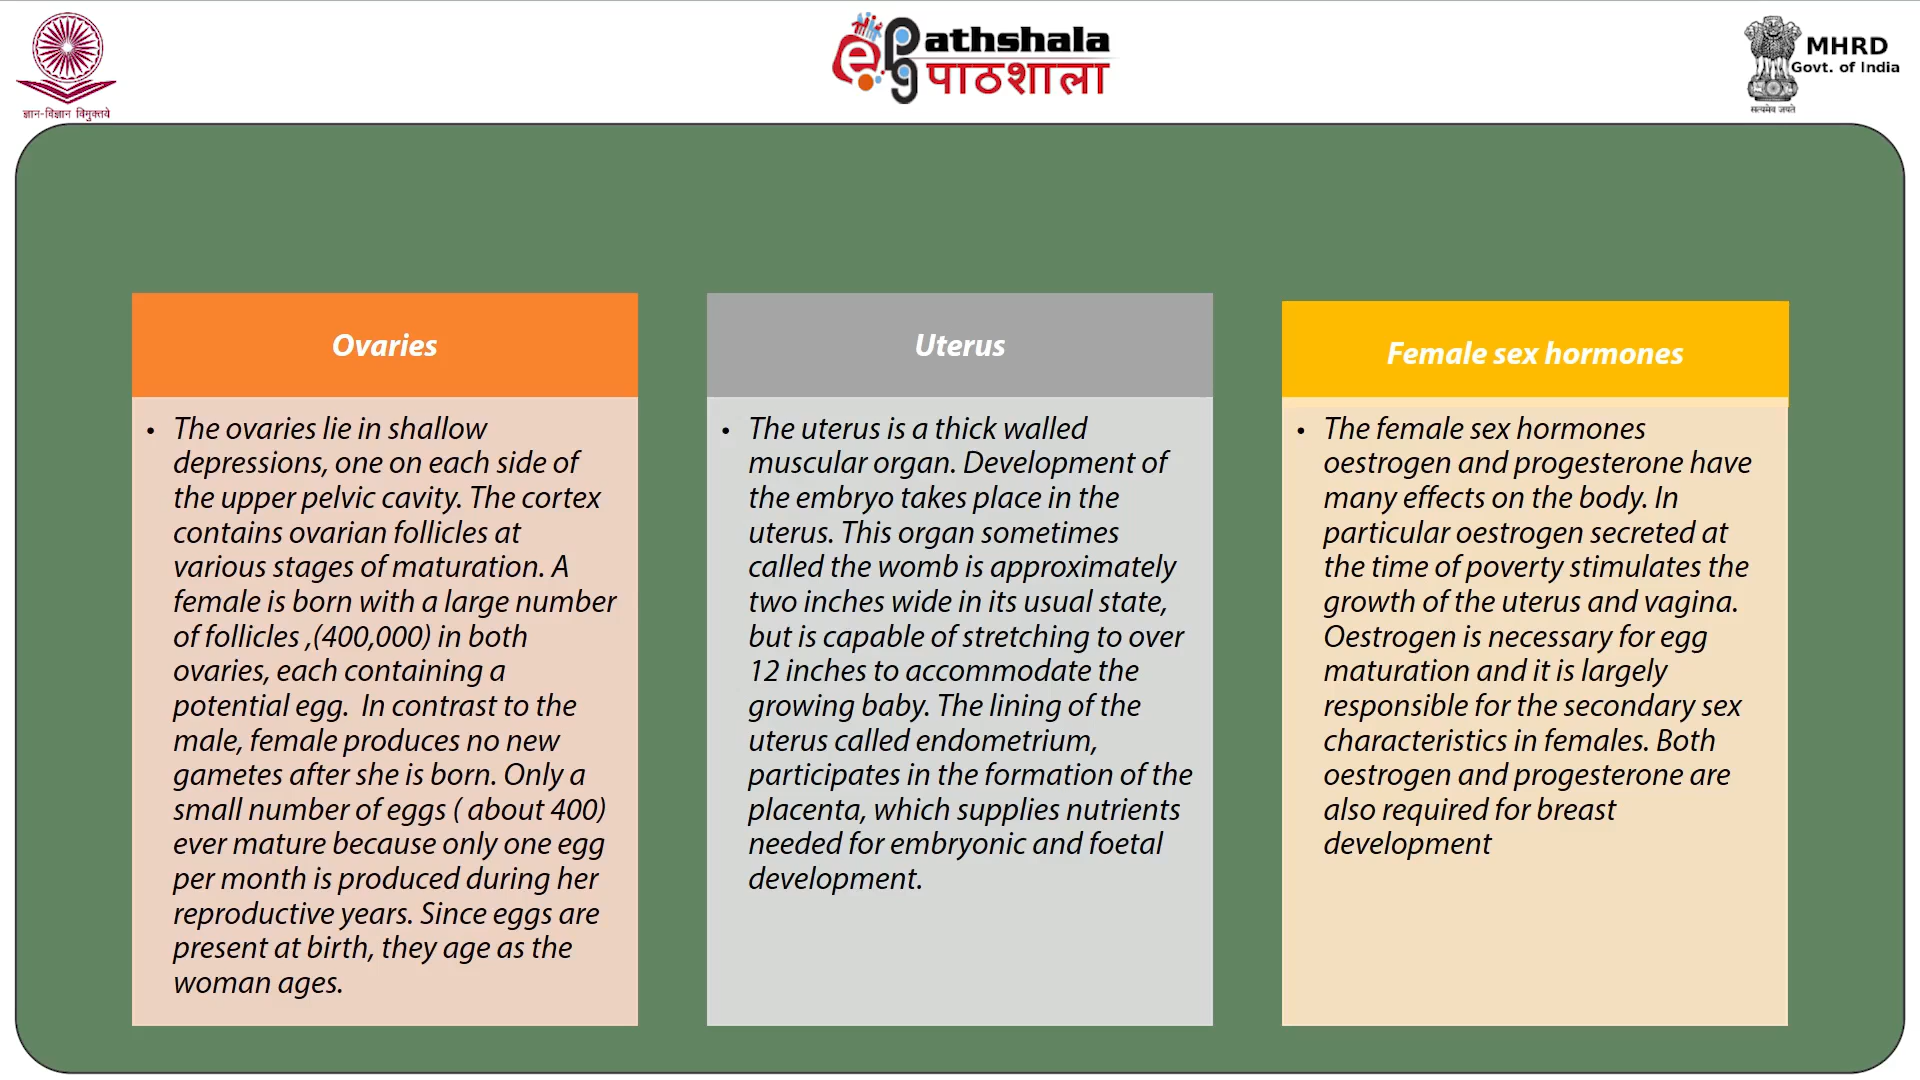 ज्ञान-विज्ञान विमुक्तये
ePG Pathshala
पाठशाला
MHRD
Govt. of India
सत्यमेव जयते
Ovaries
• The ovaries lie in shallow
depressions, one on each side of
the upper pelvic cavity. The cortex
contains ovarian follicles at
various stages of maturation. A
female is born with a large number
of follicles ,(400,000) in both
ovaries, each containing a
potential egg.  In contrast to the
male, female produces no new
gametes after she is born. Only a
small number of eggs ( about 400)
ever mature because only one egg
per month is produced during her
reproductive years. Since eggs are
present at birth, they age as the
woman ages.
Uterus
• The uterus is a thick walled
muscular organ. Development of
the embryo takes place in the
uterus. This organ sometimes
called the womb is approximately
two inches wide in its usual state,
but is capable of stretching to over
12 inches to accommodate the
growing baby. The lining of the
uterus called endometrium,
participates in the formation of the
placenta, which supplies nutrients
needed for embryonic and foetal
development.
Female sex hormones
• The female sex hormones
oestrogen and progesterone have
many effects on the body. In
particular oestrogen secreted at
the time of poverty stimulates the
growth of the uterus and vagina.
Oestrogen is necessary for egg
maturation and it is largely
responsible for the secondary sex
characteristics in females. Both
oestrogen and progesterone are
also required for breast
development